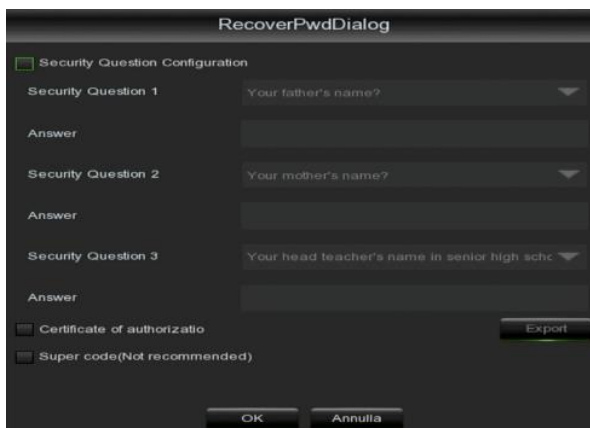 RecoverPwdDialog
Security Question Configuration
Security Question 1 Your father's name?
Answer
Security Question 2 Your mother's name?
Answer
Security Question 3 Your head teacher's name in senior high schc
Answer
Certificate of authorizatio Export
Super code(Not recommended)
OK Annulla